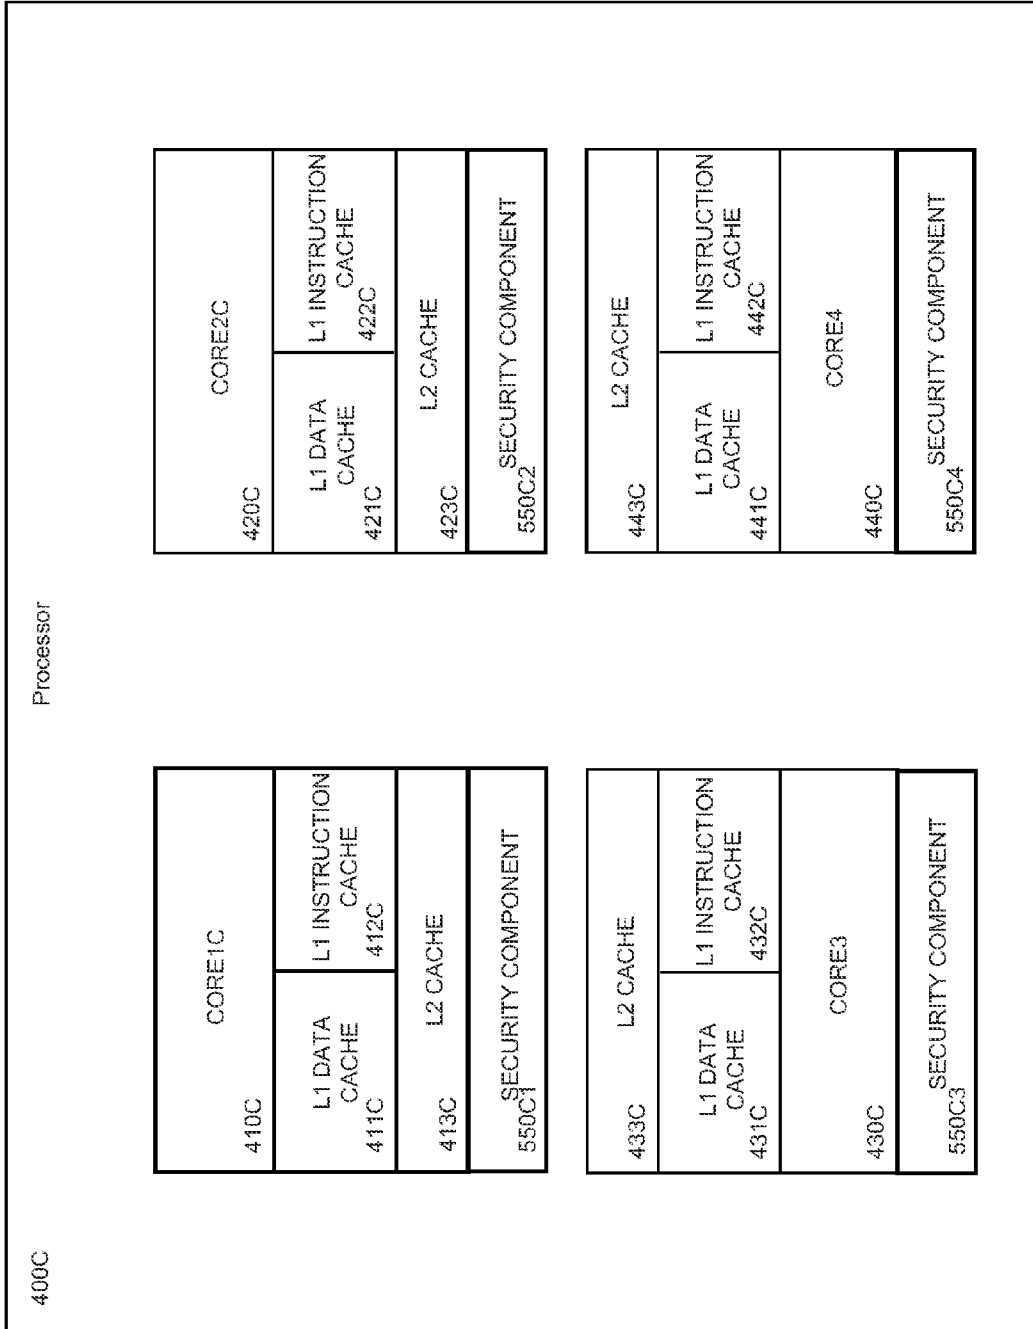 400C
Processor
CORE1C
410C
L1 DATA
CACHE
411C
L1 INSTRUCTION
CACHE
412C
L2 CACHE
413C
SECURITY COMPONENT
550C1
CORE2C
420C
L1 DATA
CACHE
421C
L1 INSTRUCTION
CACHE
422C
L2 CACHE
423C
SECURITY COMPONENT
550C2
L2 CACHE
433C
L1 DATA
CACHE
431C
L1 INSTRUCTION
CACHE
432C
CORE3
430C
SECURITY COMPONENT
550C3
L2 CACHE
443C
L1 DATA
CACHE
441C
L1 INSTRUCTION
CACHE
442C
CORE4
440C
SECURITY COMPONENT
550C4